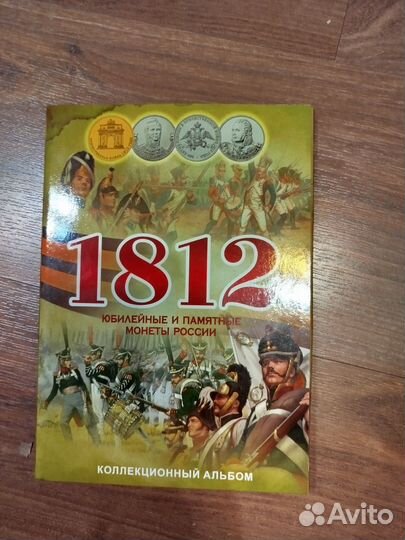 1812
ЮБИЛЕЙНЫЕ И ПАМЯТНЫЕ
МОНЕТЫ РОССИИ
КОЛЛЕКЦИОННЫЙ АЛЬБОМ
Avito